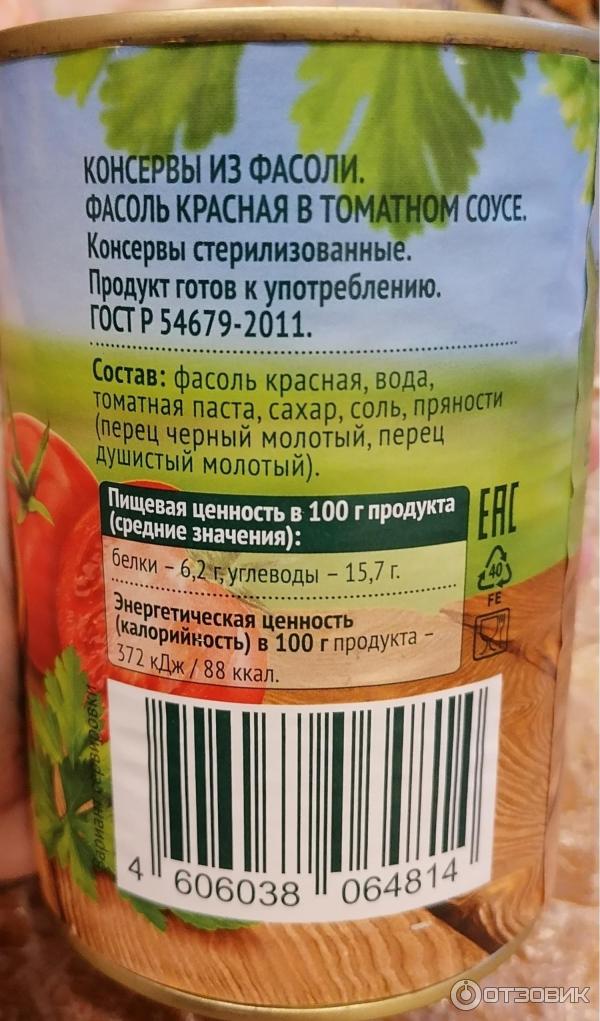 КОНСЕРВЫ ИЗ ФАСОЛИ.
ФАСОЛЬ КРАСНАЯ В ТОМАТНОМ СОУСЕ.
Консервы стерилизованные.
Продукт готов к употреблению.
ГОСТ Р 54679-2011.
Состав: фасоль красная, вода,
томатная паста, сахар, соль, пряности
(перец черный молотый, перец
душистый молотый).
Пищевая ценность в 100 г продукта
(средние значения):
белки – 6,2 г, углеводы – 15,7 г.
Энергетическая ценность
(калорийность) в 100 г продукта –
372 кДж / 88 ккал.
EAC
40
FE
Вариант сервировки
4 606038 064814
ОТЗОВИК